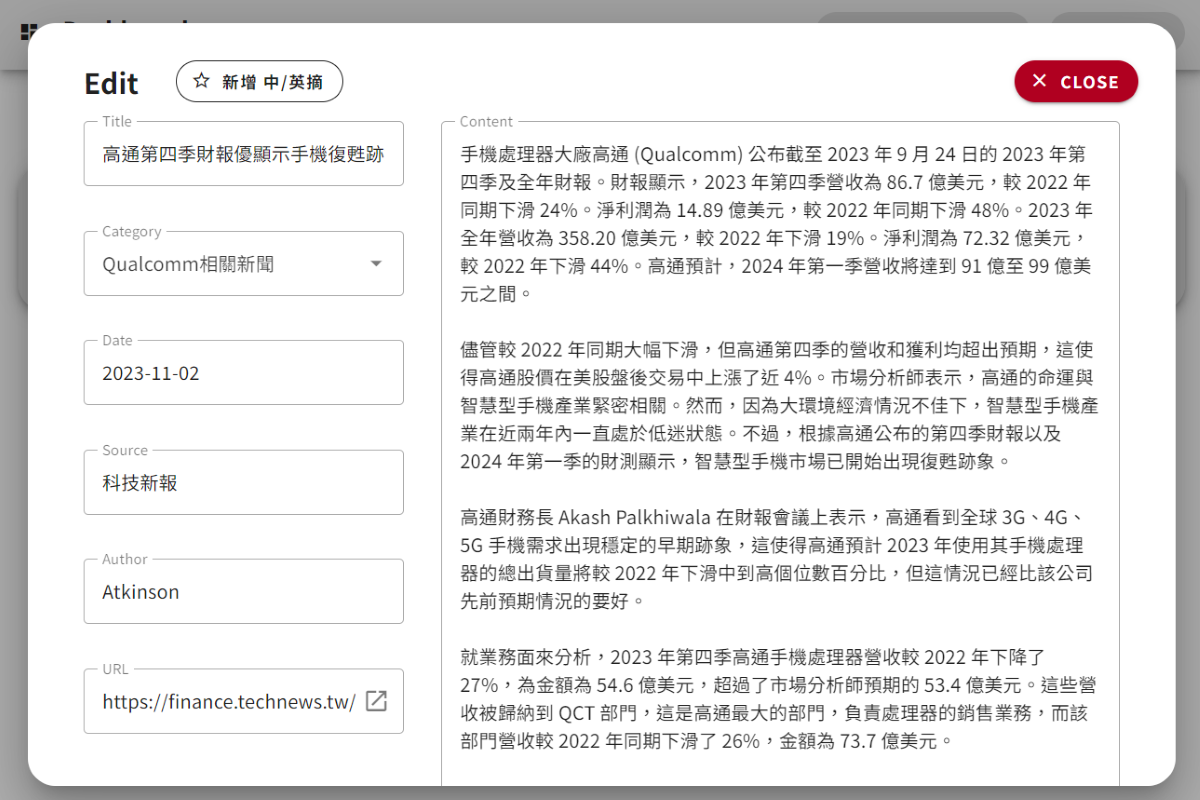 Edit
新增 中/英摘
CLOSE
Title
高通第四季財報優顯示手機復甦跡
Category
Qualcomm相關新聞
Date
2023-11-02
Source
科技新報
Author
Atkinson
URL
https://finance.technews.tw/
Content
手機處理器大廠高通 (Qualcomm) 公布截至 2023 年 9 月 24 日的 2023 年第
四季及全年財報。財報顯示，2023 年第四季營收為 86.7 億美元，較 2022 年
同期下滑 24%。淨利潤為 14.89 億美元，較 2022 年同期下滑 48%。2023 年
全年營收為 358.20 億美元，較 2022 年下滑 19%。淨利潤為 72.32 億美元，
較 2022 年下滑 44%。高通預計，2024 年第一季營收將達到 91 億至 99 億美
元之間。
儘管較 2022 年同期大幅下滑，但高通第四季的營收和獲利均超出預期，這使
得高通股價在美股盤後交易中上漲了近 4%。市場分析師表示，高通的命運與
智慧型手機產業緊密相關。然而，因為大環境經濟情況不佳下，智慧型手機產
業在近兩年內一直處於低迷狀態。不過，根據高通公布的第四季財報以及
2024 年第一季的財測顯示，智慧型手機市場已開始出現復甦跡象。
高通財務長 Akash Palkhiwala 在財報會議上表示，高通看到全球 3G、4G、
5G 手機需求出現穩定的早期跡象，這使得高通預計 2023 年使用其手機處理
器的總出貨量將較 2022 年下滑中到高個位數百分比，但這情況已經比該公司
先前預期情況的要好。
就業務面來分析，2023 年第四季高通手機處理器營收較 2022 年下降了
27%，為金額為 54.6 億美元，超過了市場分析師預期的 53.4 億美元。這些營
收被歸納到 QCT 部門，這是高通最大的部門，負責處理器的銷售業務，而該
部門營收較 2022 年同期下滑了 26%，金額為 73.7 億美元。